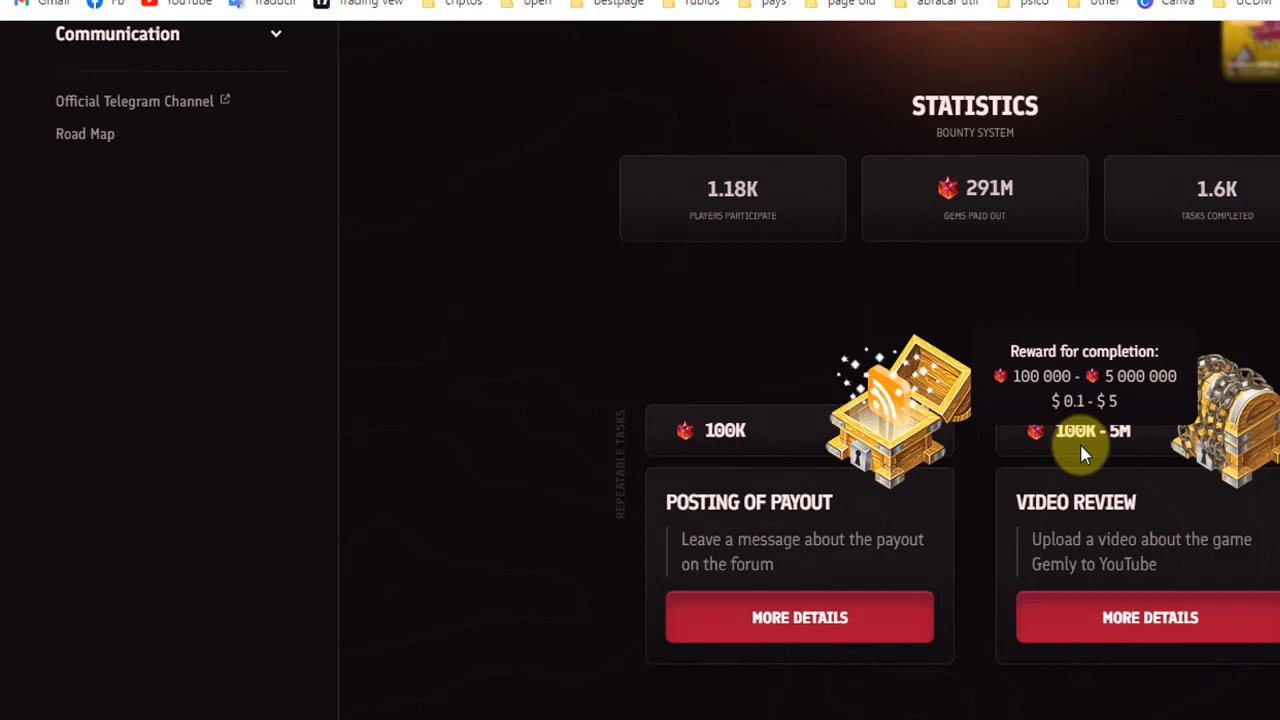 Gmail
Fb
YouTube
Traducir
Trading view
criptos
open
bestpage
pays
page old
abracar util
psico
other
Canva
UCDM
Communication
Official Telegram Channel
Road Map
STATISTICS
BOUNTY SYSTEM
1.18K
PLAYERS PARTICIPATE
291M
GEMS PAID OUT
1.6K
TASKS COMPLETED
REPEATABLE TASKS
100K
Reward for completion:
100 000 - 5 000 000
$ 0.1 - $ 5
100K - 5M
POSTING OF PAYOUT
Leave a message about the payout
on the forum
MORE DETAILS
VIDEO REVIEW
Upload a video about the game
Gemly to YouTube
MORE DETAILS